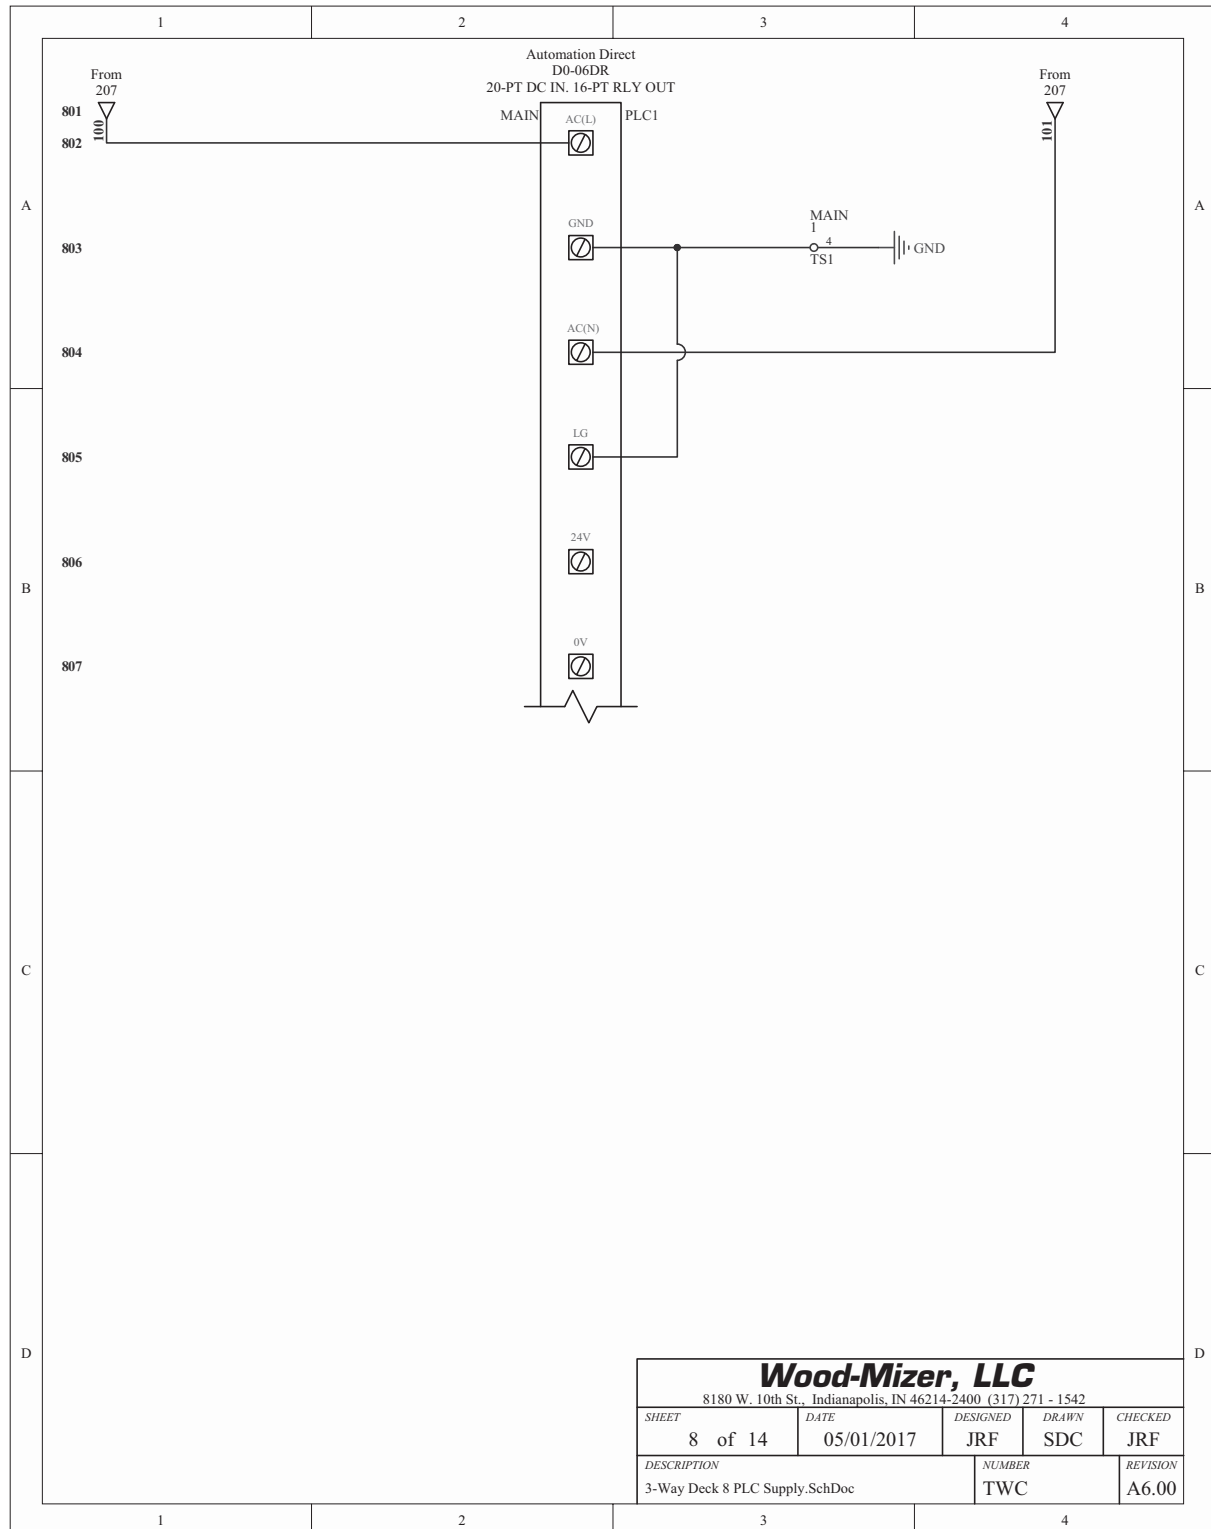 1 2 3 4
Automation Direct
D0-06DR
20-PT DC IN. 16-PT RLY OUT
From
207
From
207
801
MAIN
PLC1
AC(L)
100
101
802
A
A
GND
MAIN
1
4
TS1
GND
803
AC(N)
804
LG
805
24V
806
B
B
0V
807
C
C
D
D
Wood-Mizer, LLC
8180 W. 10th St., Indianapolis, IN 46214-2400 (317) 271 - 1542
SHEET DATE DESIGNED DRAWN CHECKED
8 of 14 05/01/2017 JRF SDC JRF
DESCRIPTION NUMBER REVISION
3-Way Deck 8 PLC Supply.SchDoc TWC A6.00
1 2 3 4